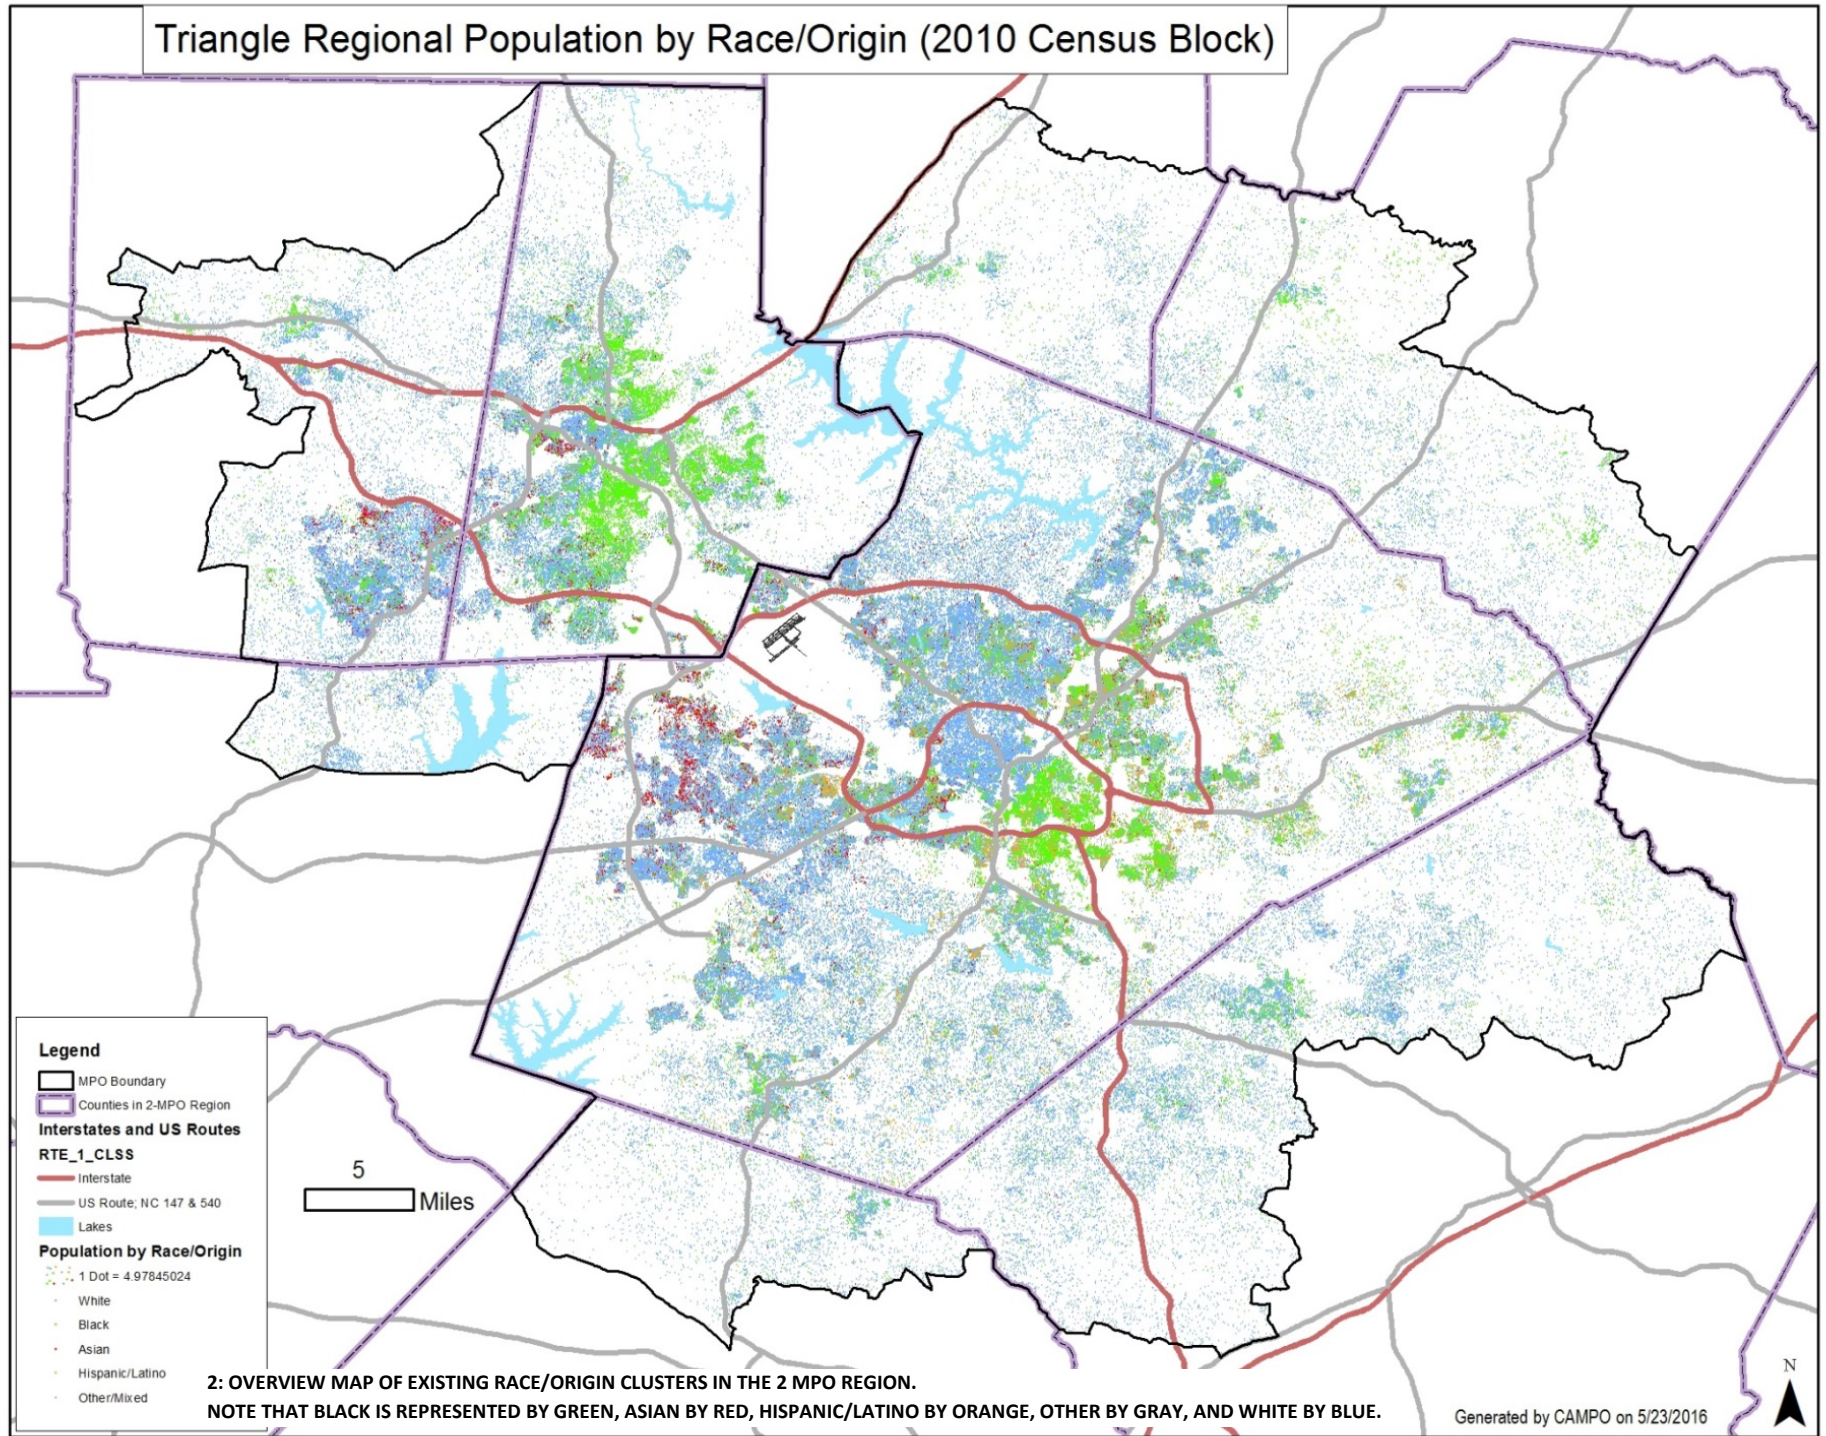 Triangle Regional Population by Race/Origin (2010 Census Block)
Legend
MPO Boundary
Counties in 2-MPO Region
Interstates and US Routes
RTE_1_CLSS
Interstate
US Route; NC 147 & 540
Lakes
Population by Race/Origin
1 Dot = 4.97845024
White
Black
Asian
Hispanic/Latino
Other/Mixed
5
Miles
2: OVERVIEW MAP OF EXISTING RACE/ORIGIN CLUSTERS IN THE 2 MPO REGION.
NOTE THAT BLACK IS REPRESENTED BY GREEN, ASIAN BY RED, HISPANIC/LATINO BY ORANGE, OTHER BY GRAY, AND WHITE BY BLUE.
Generated by CAMPO on 5/23/2016
N